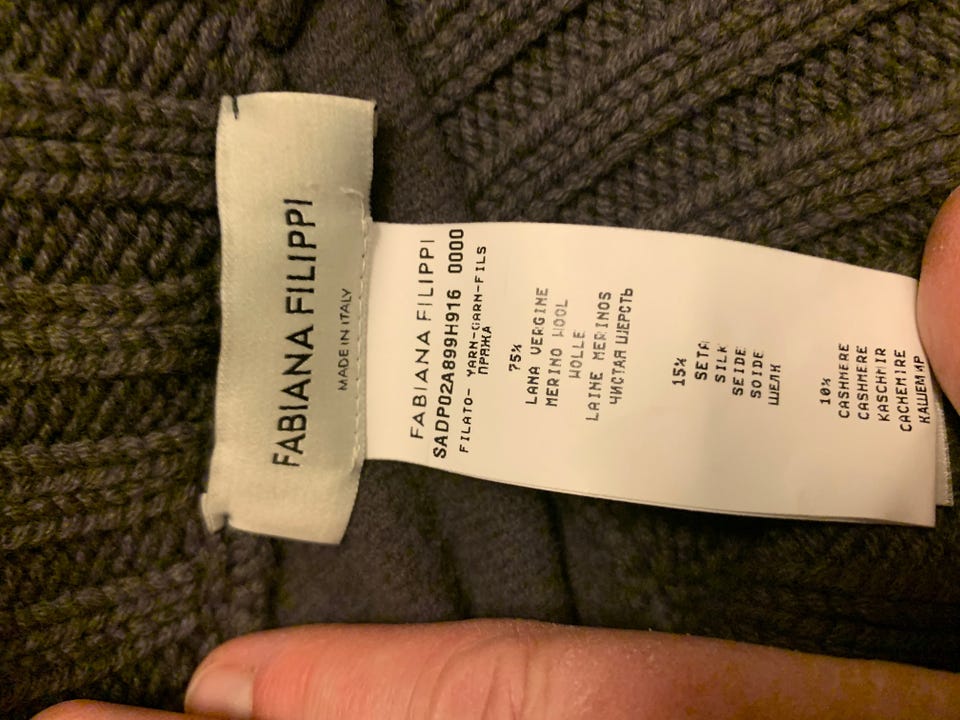 FABIANA FILIPPI
MADE IN ITALY
FABIANA FILIPPI
SADP02A899H916 0000
FILATO- YARN-GARN-FILS
ПРЯЖА
75%
LANA VERGINE
MERINO WOOL
WOLLE
LAINE MERINOS
ЧИСТАЯ ШЕРСТЬ
15%
SETA
SILK
SEIDE
SOIDE
ШЕЛК
10%
CASHMERE
CASHMERE
KASCHMIR
CACHEMIRE
КАШЕМИР